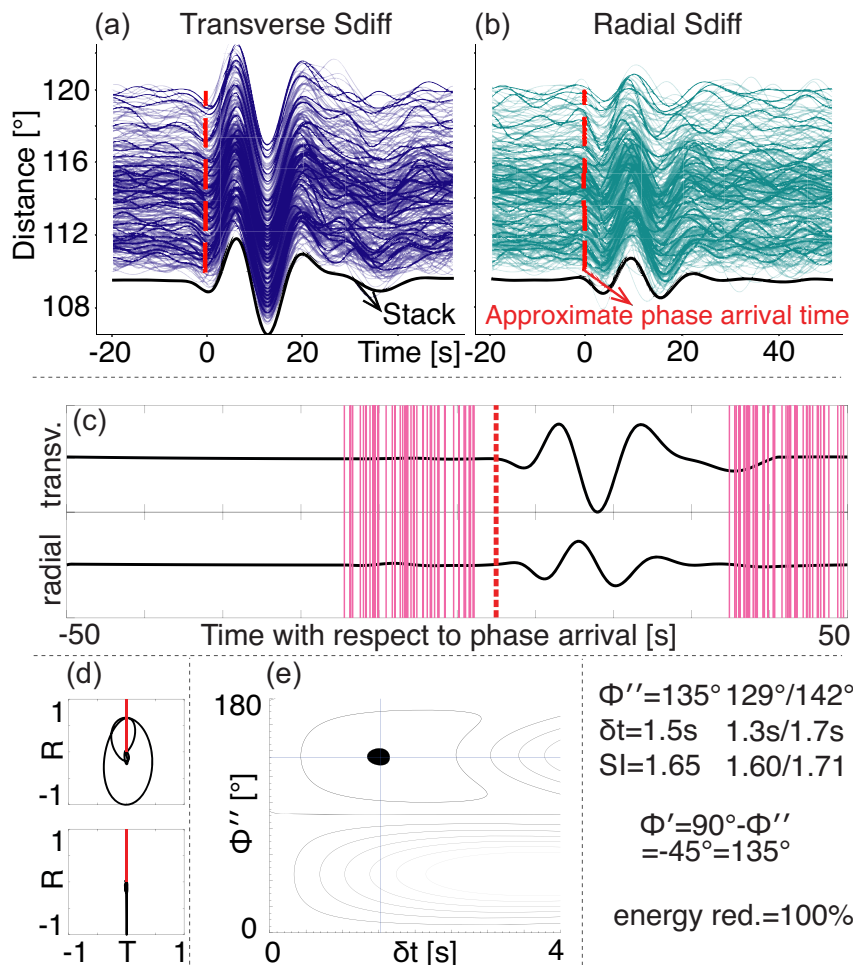 (a) Transverse Sdiff
(b) Radial Sdiff
Distance [°]
120
116
112
108
Stack
Approximate phase arrival time
-20 0 20 Time [s]
-20 0 20 40
(c)
transv.
radial
-50 Time with respect to phase arrival [s] 50
(d)
1
R
-1
1
R
-1
-1 T 1
(e)
180
Φ′′ [°]
0
0 δt [s] 4
Φ′′=135° 129°/142°
δt=1.5s 1.3s/1.7s
SI=1.65 1.60/1.71
Φ′=90°-Φ′′
=-45°=135°
energy red.=100%